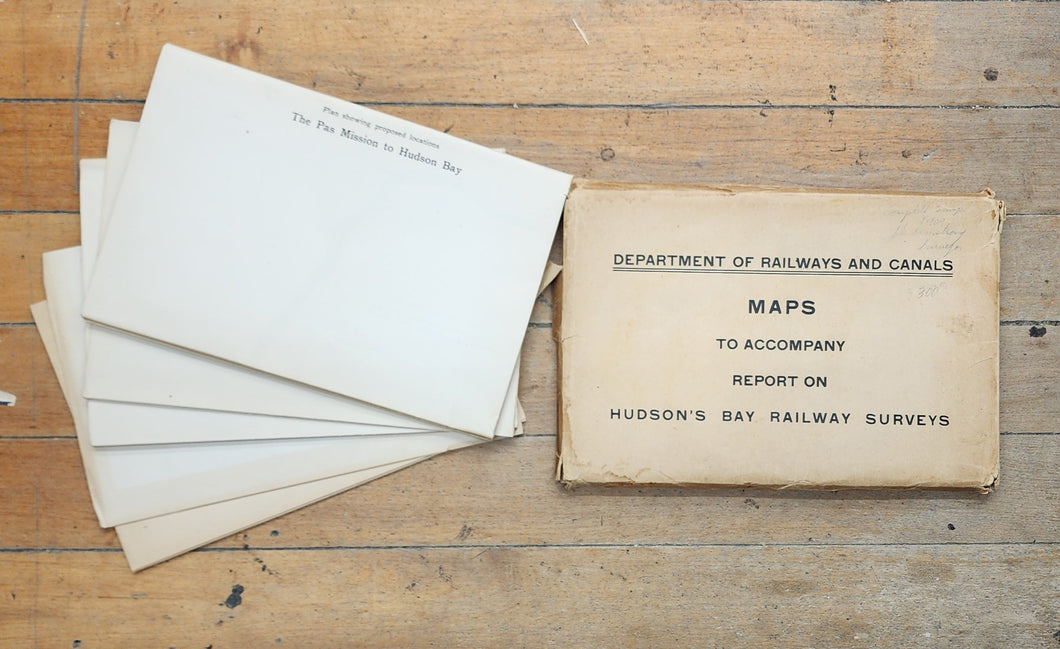 Plan showing proposed locations
The Pas Mission to Hudson Bay
DEPARTMENT OF RAILWAYS AND CANALS
MAPS
TO ACCOMPANY
REPORT ON
HUDSON'S BAY RAILWAY SURVEYS